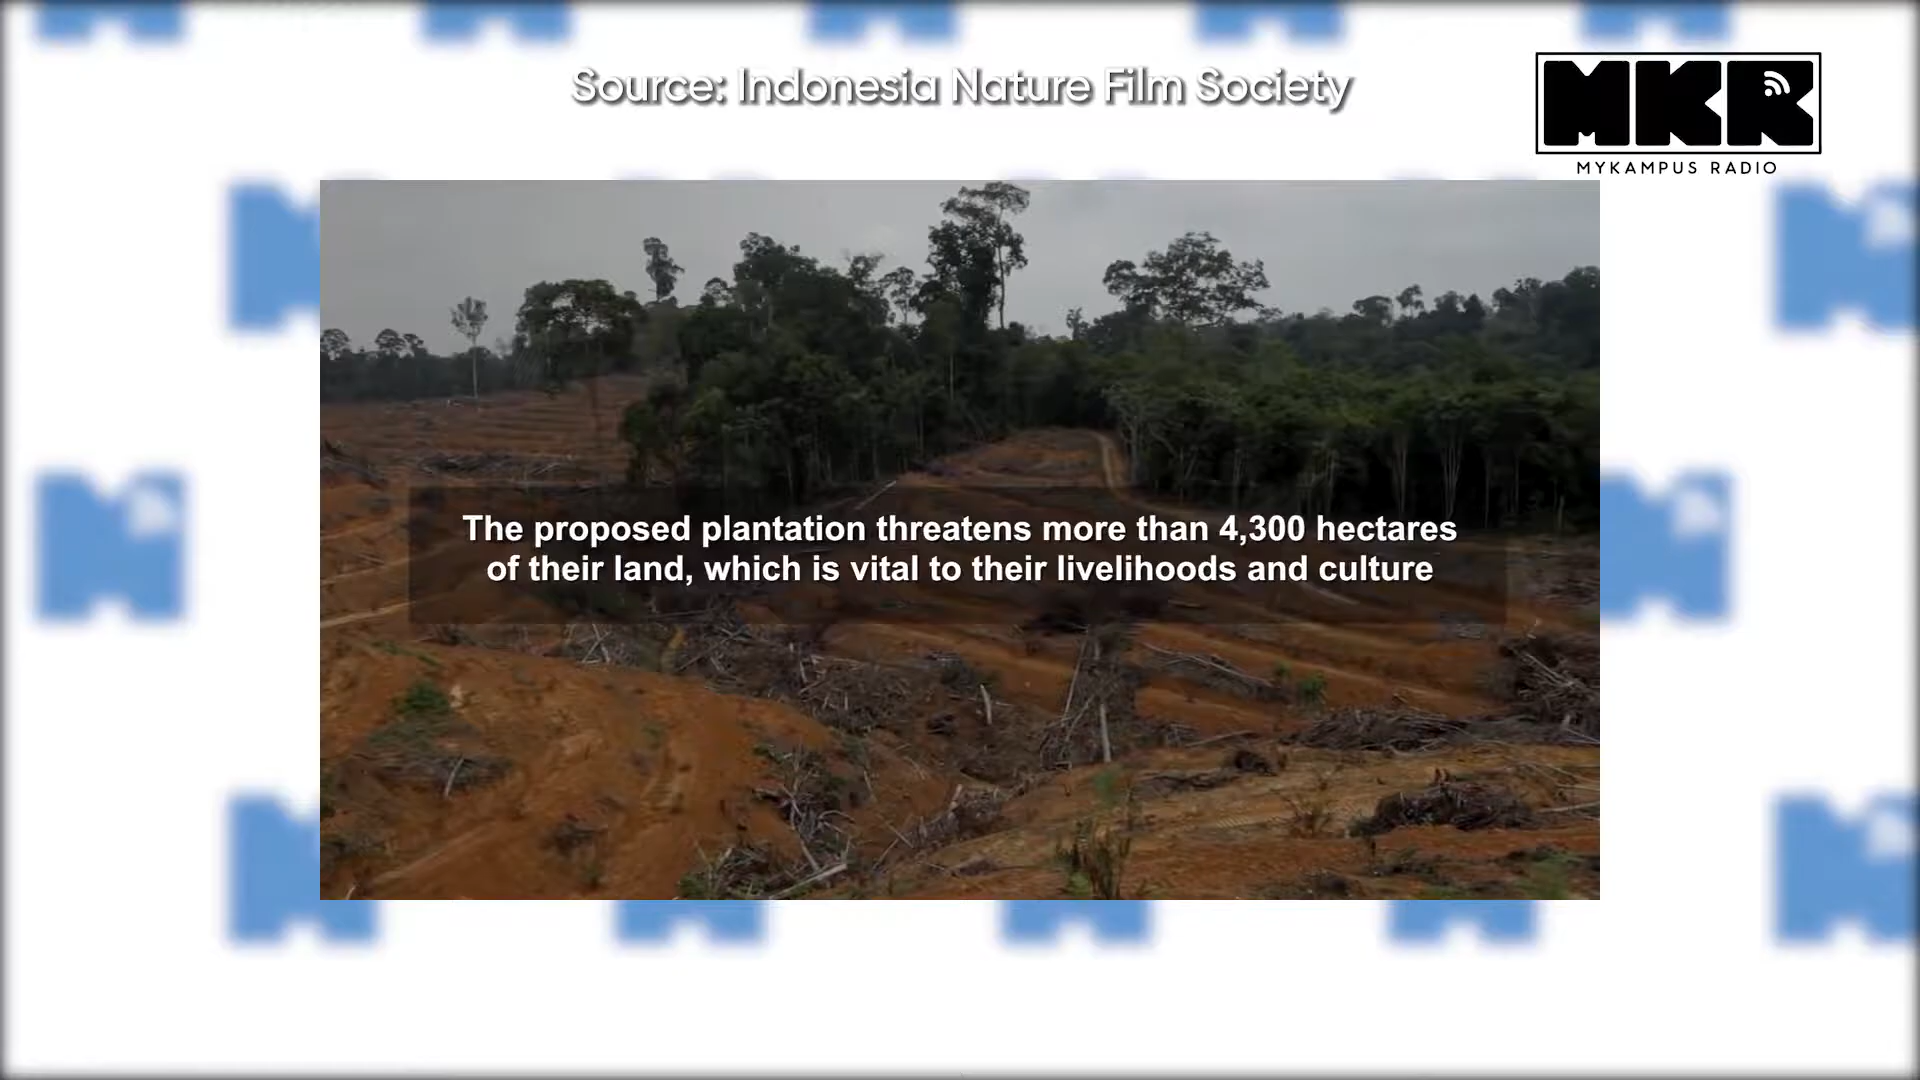 Source: Indonesia Nature Film Society
MKR
MYKAMPUS RADIO
The proposed plantation threatens more than 4,300 hectares
of their land, which is vital to their livelihoods and culture